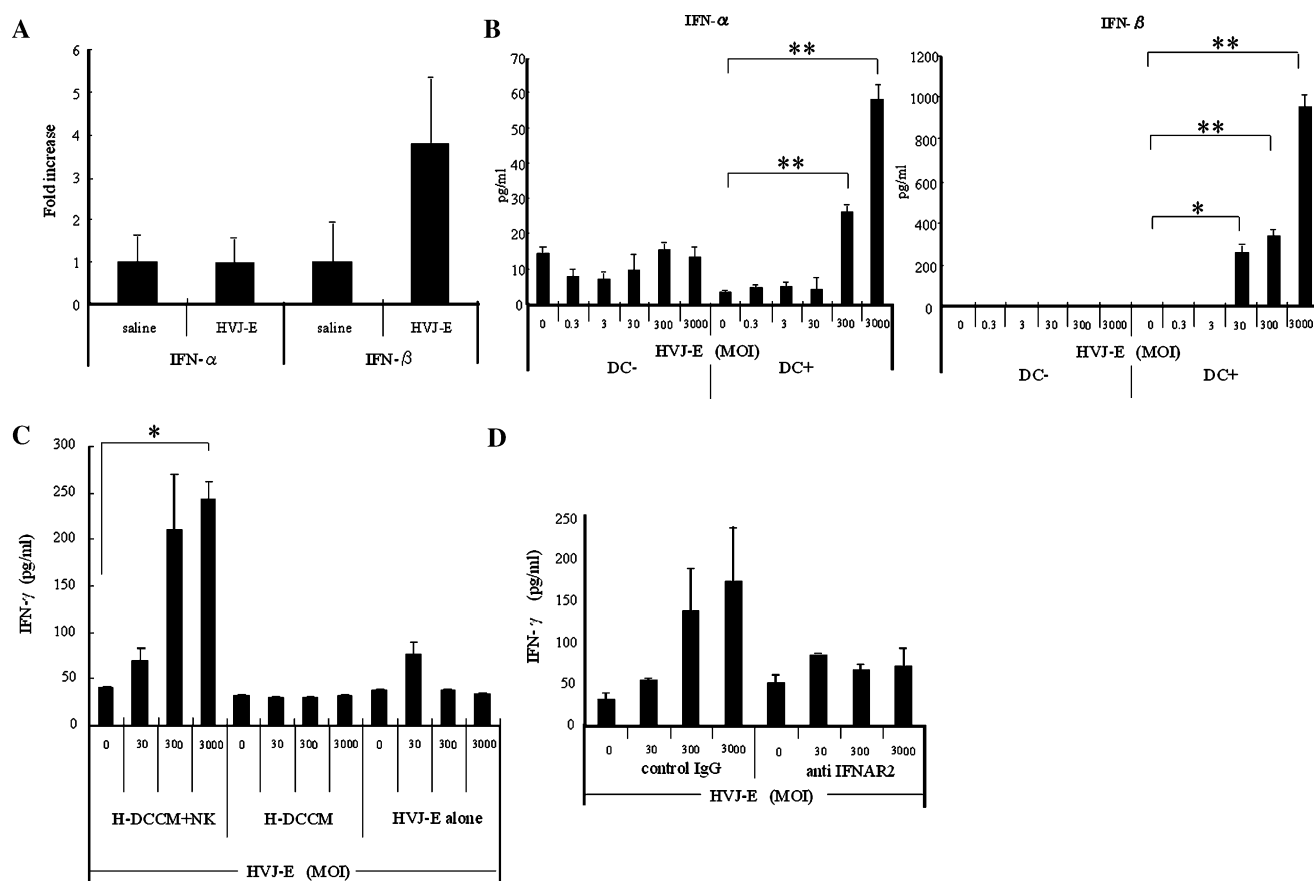 A
6
5
4
3
2
1
0
Fold increase
saline
HVJ-E
saline
HVJ-E
IFN-α
IFN-β
B
IFN-α
70
60
50
40
30
20
10
0
pg/ml
**
**
0 0.3 3 30 300 3000 0 0.3 3 30 300 3000
HVJ-E (MOI)
DC- DC+
IFN-β
1200
1000
800
600
400
200
0
pg/ml
**
**
*
0 0.3 3 30 300 3000 0 0.3 3 30 300 3000
HVJ-E (MOI)
DC- DC+
C
300
250
200
150
100
50
0
IFN-γ (pg/ml)
*
0 30 300 3000 0 30 300 3000 0 30 300 3000
H-DCCM+NK H-DCCM HVJ-E alone
HVJ-E (MOI)
D
250
200
150
100
50
0
IFN-γ (pg/ml)
0 30 300 3000 0 30 300 3000
control IgG anti IFNAR2
HVJ-E (MOI)